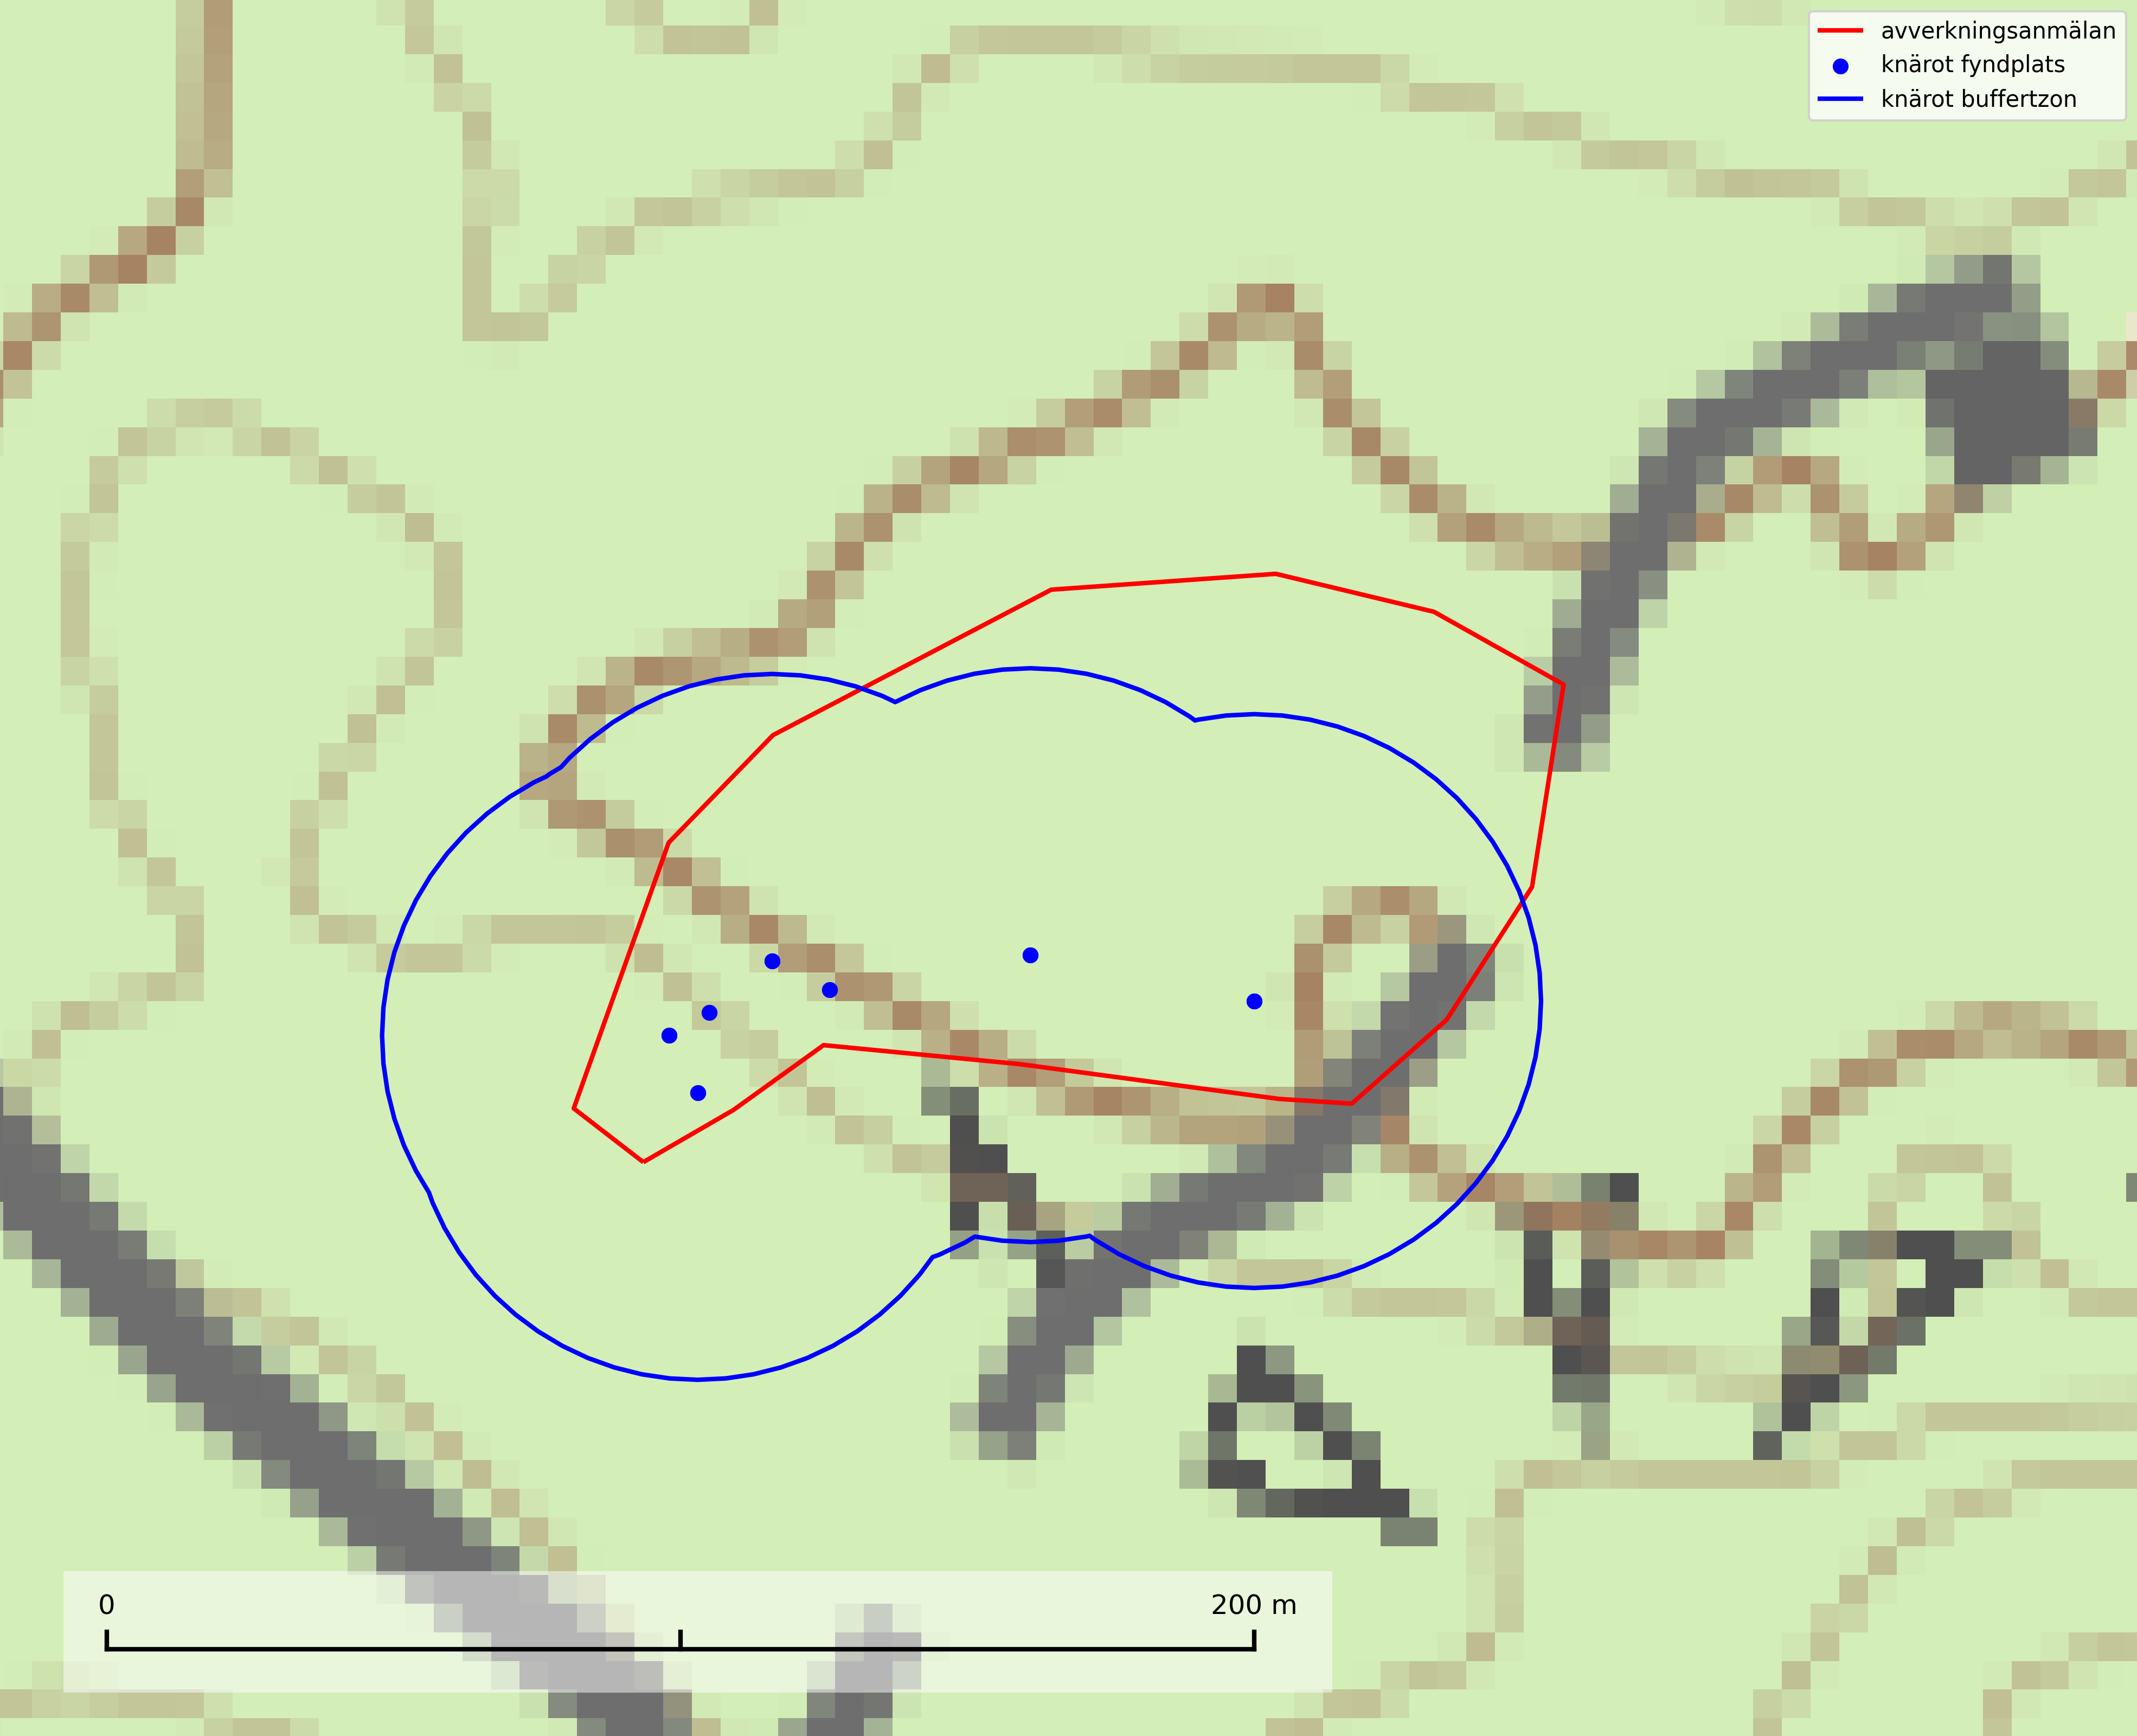 avverkningsanmälan
knärot fyndplats
knärot buffertzon
0
200 m